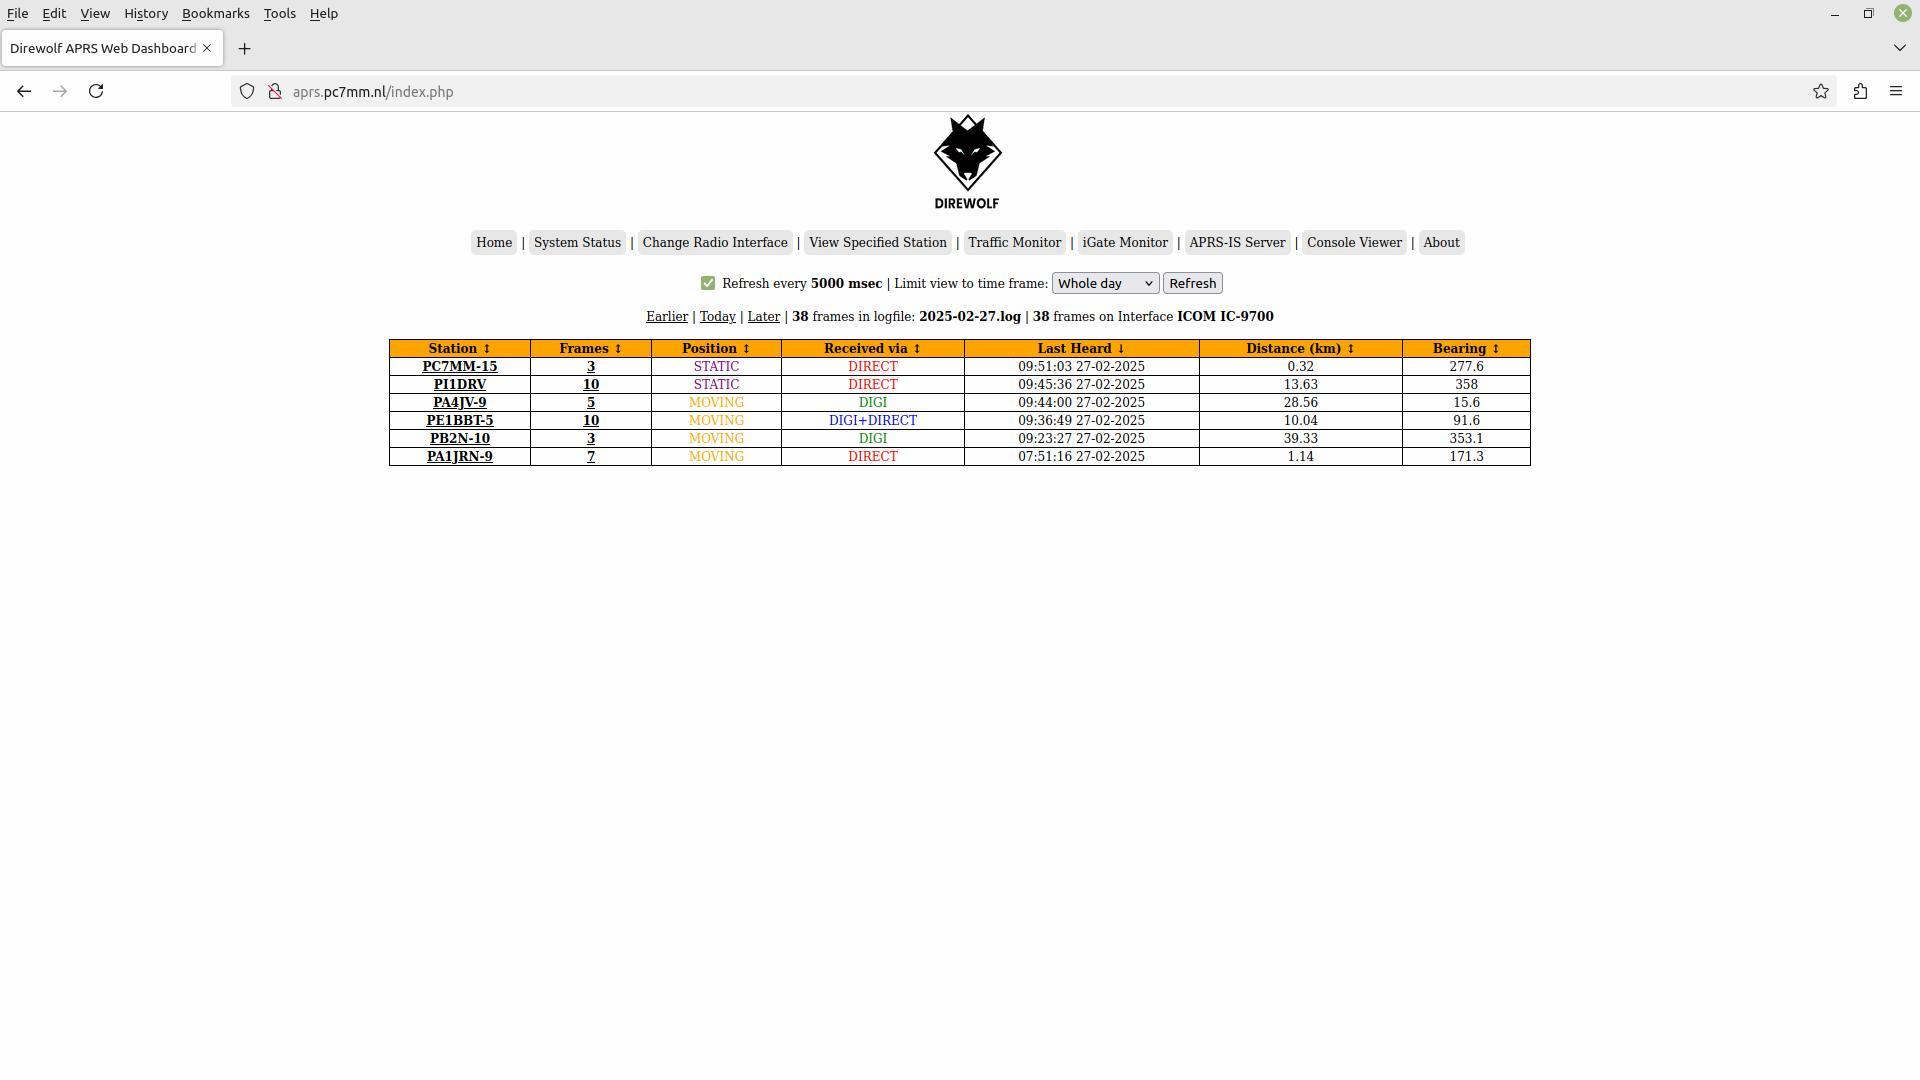 File Edit View History Bookmarks Tools Help
Direwolf APRS Web Dashboard
aprs.pc7mm.nl/index.php
DIREWOLF
Home | System Status | Change Radio Interface | View Specified Station | Traffic Monitor | iGate Monitor | APRS-IS Server | Console Viewer | About
Refresh every 5000 msec | Limit view to time frame: Whole day Refresh
Earlier | Today | Later | 38 frames in logfile: 2025-02-27.log | 38 frames on Interface ICOM IC-9700
Station ↕ Frames ↕ Position ↕ Received via ↕ Last Heard ↓ Distance (km) ↕ Bearing ↕
PC7MM-15 3 STATIC DIRECT 09:51:03 27-02-2025 0.32 277.6
PI1DRV 10 STATIC DIRECT 09:45:36 27-02-2025 13.63 358
PA4JV-9 5 MOVING DIGI 09:44:00 27-02-2025 28.56 15.6
PE1BBT-5 10 MOVING DIGI+DIRECT 09:36:49 27-02-2025 10.04 91.6
PB2N-10 3 MOVING DIGI 09:23:27 27-02-2025 39.33 353.1
PA1JRN-9 7 MOVING DIRECT 07:51:16 27-02-2025 1.14 171.3